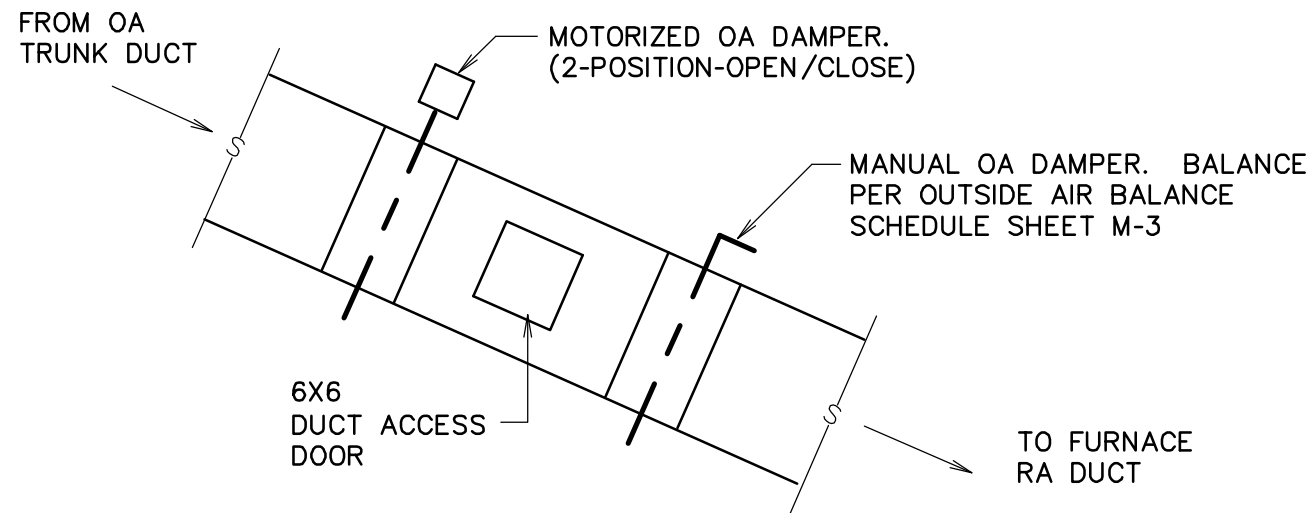 FROM OA
TRUNK DUCT
MOTORIZED OA DAMPER.
(2-POSITION-OPEN/CLOSE)
S
MANUAL OA DAMPER.  BALANCE
PER OUTSIDE AIR BALANCE
SCHEDULE SHEET M-3
6X6
DUCT ACCESS
DOOR
S
TO FURNACE
RA DUCT